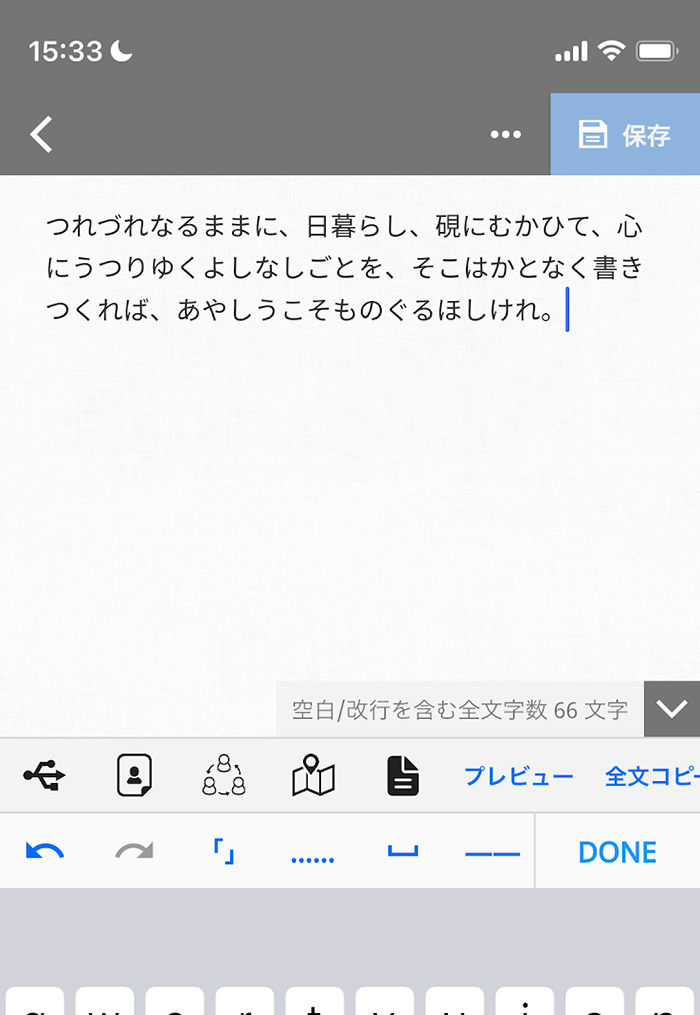 15:33
保存
つれづれなるままに、日暮らし、硯にむかひて、心
にうつりゆくよしなしごとを、そこはかとなく書き
つくれば、あやしうこそものぐるほしけれ。
空白/改行を含む全文字数 66 文字
プレビュー 全文コピー
「」 …… ―― DONE